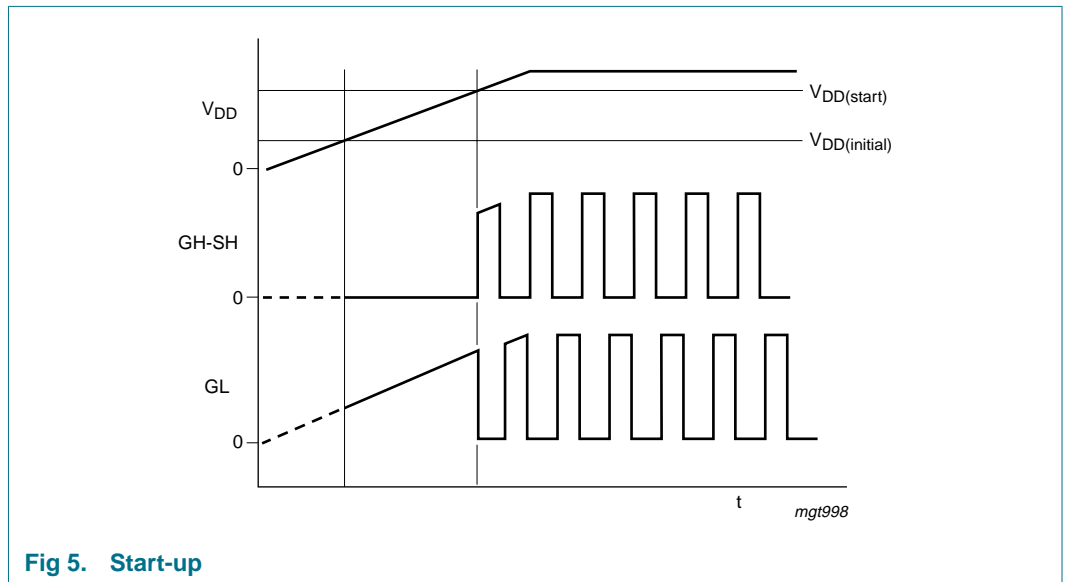 V_DD
V_DD(start)
V_DD(initial)
0
GH-SH
0
GL
0
t
mgt998
Fig 5. Start-up